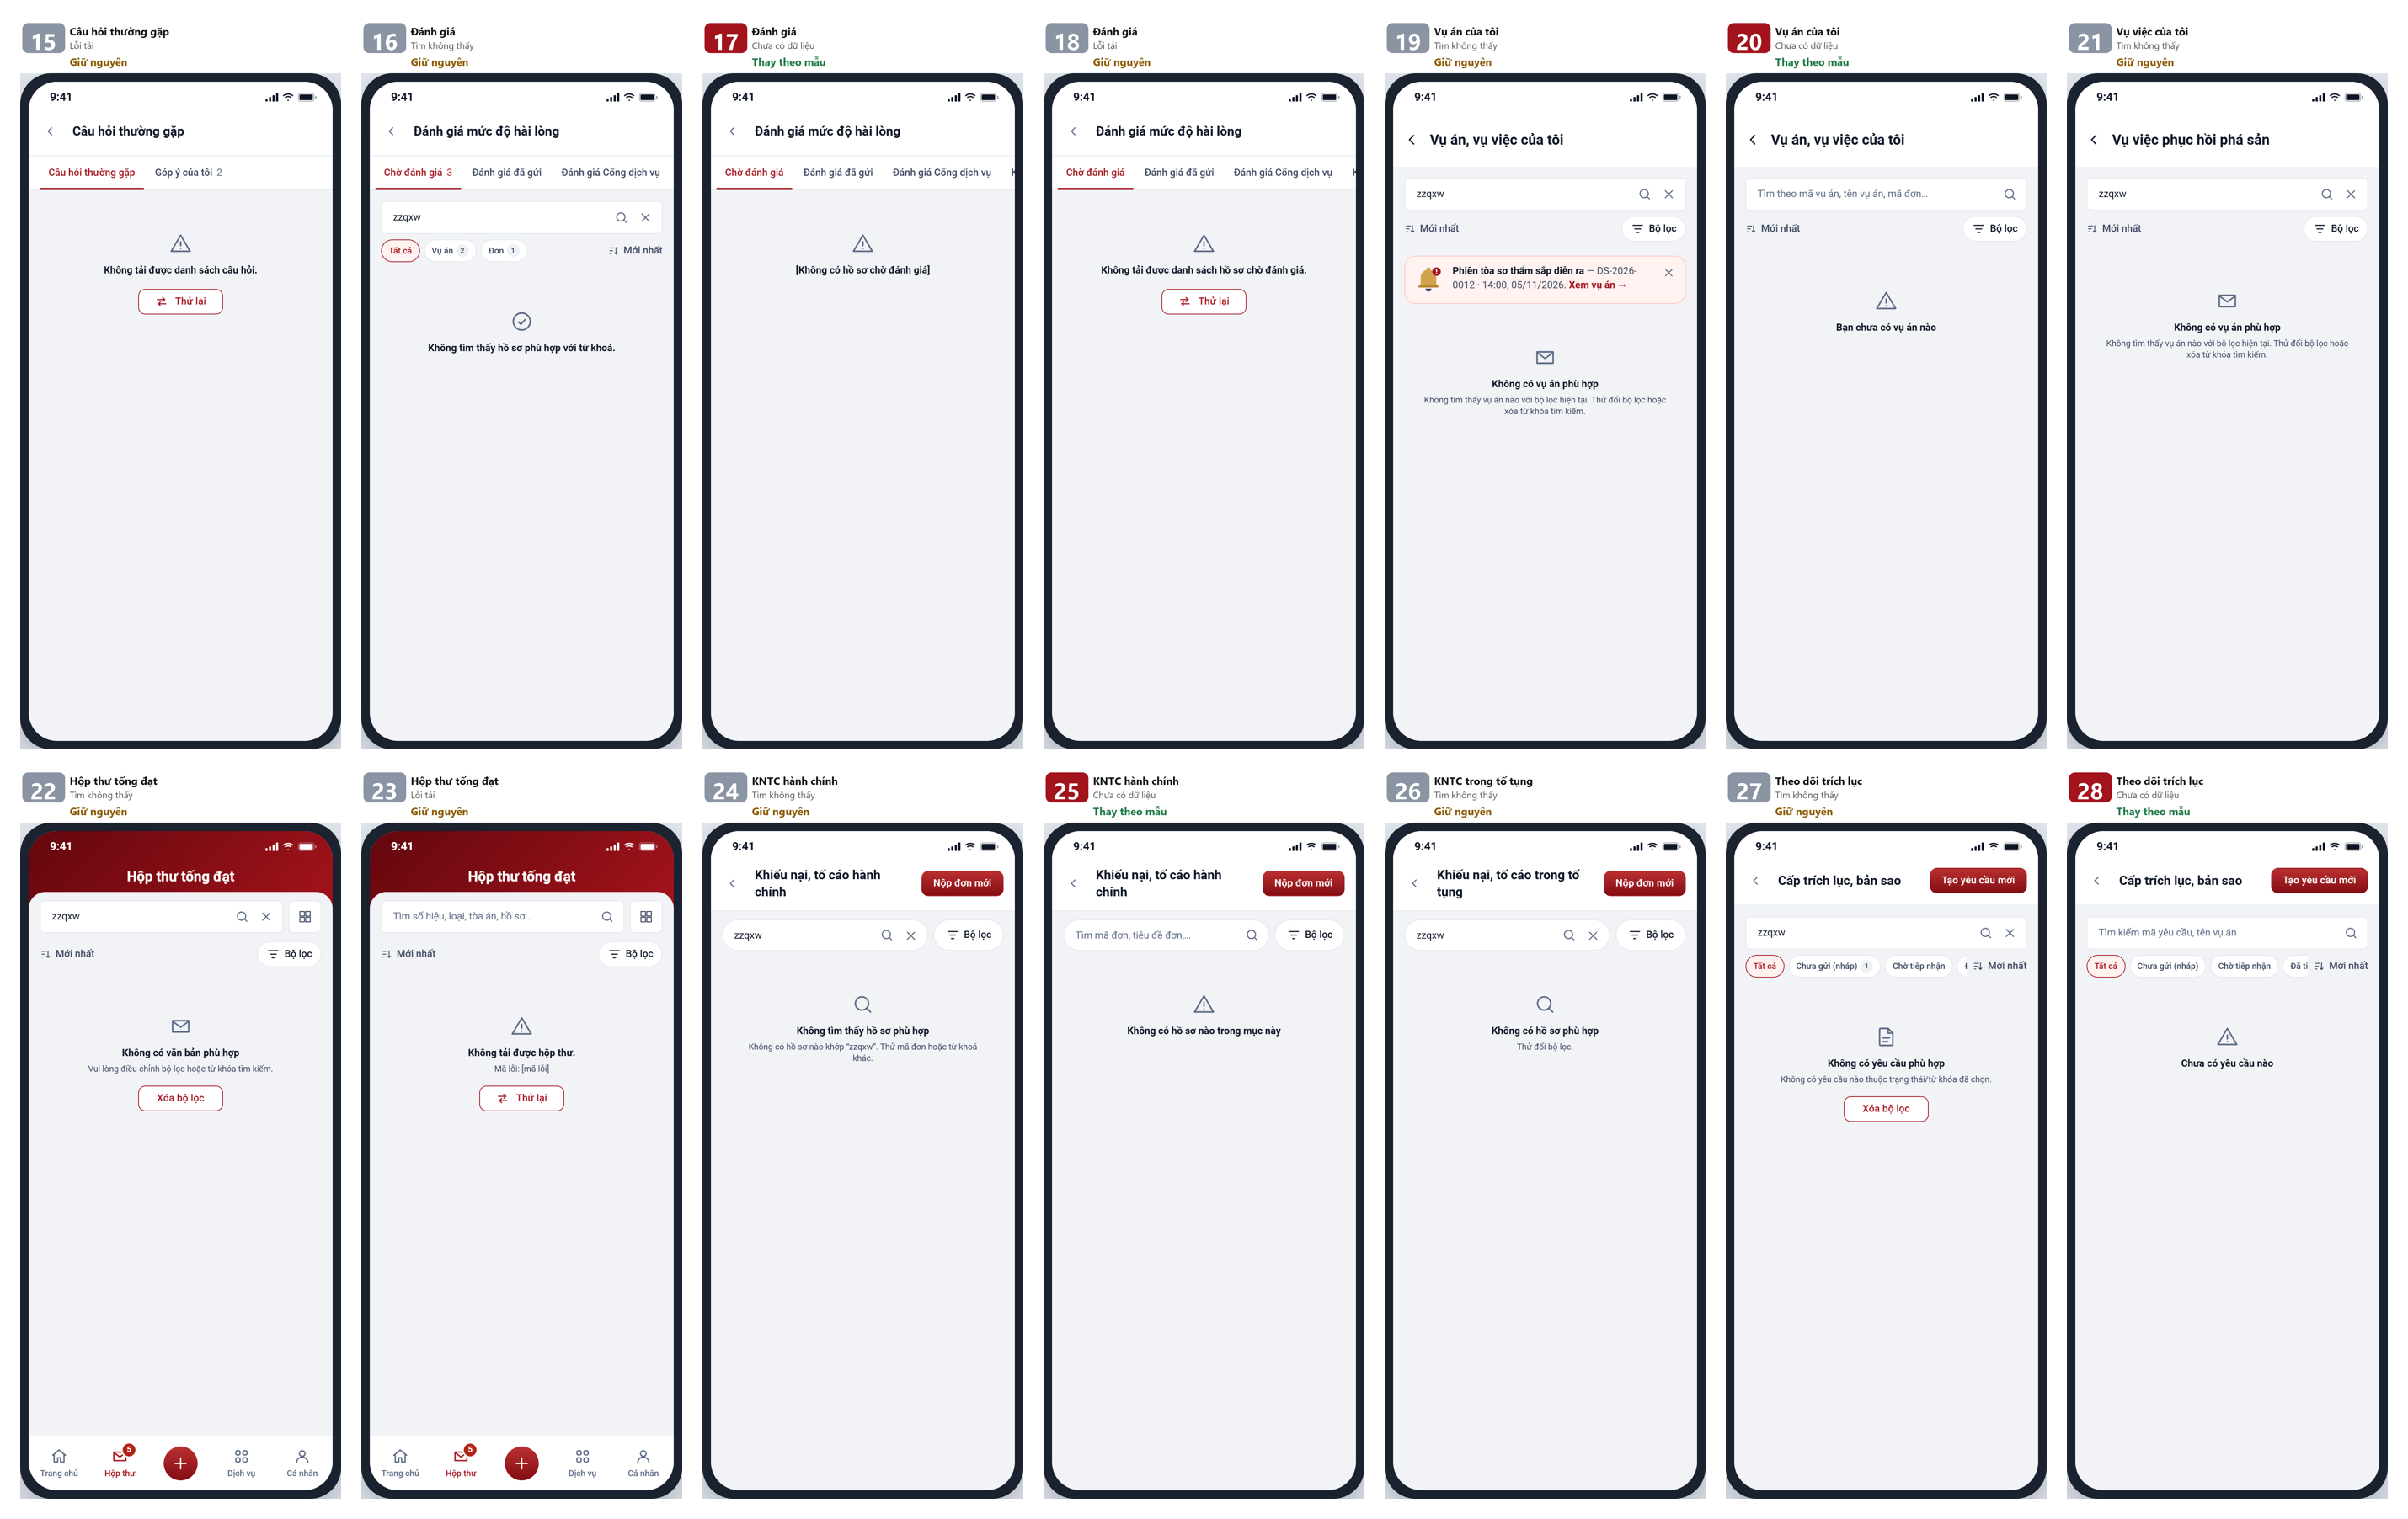 15
Câu hỏi thường gặp
Lỗi tải
Giữ nguyên
9:41
Câu hỏi thường gặp
Câu hỏi thường gặp
Góp ý của tôi 2
Không tải được danh sách câu hỏi.
Thử lại
16
Đánh giá
Tìm không thấy
Giữ nguyên
9:41
Đánh giá mức độ hài lòng
Chờ đánh giá 3
Đánh giá đã gửi
Đánh giá Cổng dịch vụ
zzqxw
Tất cả
Vụ án 2
Đơn 1
Mới nhất
Không tìm thấy hồ sơ phù hợp với từ khoá.
17
Đánh giá
Chưa có dữ liệu
Thay theo mẫu
9:41
Đánh giá mức độ hài lòng
Chờ đánh giá
Đánh giá đã gửi
Đánh giá Cổng dịch vụ
[Không có hồ sơ chờ đánh giá]
18
Đánh giá
Lỗi tải
Giữ nguyên
9:41
Đánh giá mức độ hài lòng
Chờ đánh giá
Đánh giá đã gửi
Đánh giá Cổng dịch vụ
Không tải được danh sách hồ sơ chờ đánh giá.
Thử lại
19
Vụ án của tôi
Tìm không thấy
Giữ nguyên
9:41
Vụ án, vụ việc của tôi
zzqxw
Mới nhất
Bộ lọc
Phiên tòa sơ thẩm sắp diễn ra — DS-2026-
0012 · 14:00, 05/11/2026. Xem vụ án →
Không có vụ án phù hợp
Không tìm thấy vụ án nào với bộ lọc hiện tại. Thử đổi bộ lọc hoặc
xóa từ khóa tìm kiếm.
20
Vụ án của tôi
Chưa có dữ liệu
Thay theo mẫu
9:41
Vụ án, vụ việc của tôi
Tìm theo mã vụ án, tên vụ án, mã đơn...
Mới nhất
Bộ lọc
Bạn chưa có vụ án nào
21
Vụ việc của tôi
Tìm không thấy
Giữ nguyên
9:41
Vụ việc phục hồi phá sản
zzqxw
Mới nhất
Bộ lọc
Không có vụ án phù hợp
Không tìm thấy vụ án nào với bộ lọc hiện tại. Thử đổi bộ lọc hoặc
xóa từ khóa tìm kiếm.
22
Hộp thư tống đạt
Tìm không thấy
Giữ nguyên
9:41
Hộp thư tống đạt
zzqxw
Mới nhất
Bộ lọc
Không có văn bản phù hợp
Vui lòng điều chỉnh bộ lọc hoặc từ khóa tìm kiếm.
Xóa bộ lọc
5
Trang chủ
Hộp thư
Dịch vụ
Cá nhân
23
Hộp thư tống đạt
Lỗi tải
Giữ nguyên
9:41
Hộp thư tống đạt
Tìm số hiệu, loại, tòa án, hồ sơ...
Mới nhất
Bộ lọc
Không tải được hộp thư.
Mã lỗi: [mã lỗi]
Thử lại
5
Trang chủ
Hộp thư
Dịch vụ
Cá nhân
24
KNTC hành chính
Tìm không thấy
Giữ nguyên
9:41
Khiếu nại, tố cáo hành
chính
Nộp đơn mới
zzqxw
Bộ lọc
Không tìm thấy hồ sơ phù hợp
Không có hồ sơ nào khớp “zzqxw”. Thử mã đơn hoặc từ khoá
khác.
25
KNTC hành chính
Chưa có dữ liệu
Thay theo mẫu
9:41
Khiếu nại, tố cáo hành
chính
Nộp đơn mới
Tìm mã đơn, tiêu đề đơn,...
Bộ lọc
Không có hồ sơ nào trong mục này
26
KNTC trong tố tụng
Tìm không thấy
Giữ nguyên
9:41
Khiếu nại, tố cáo trong tố
tụng
Nộp đơn mới
zzqxw
Bộ lọc
Không có hồ sơ phù hợp
Thử đổi bộ lọc.
27
Theo dõi trích lục
Tìm không thấy
Giữ nguyên
9:41
Cấp trích lục, bản sao
Tạo yêu cầu mới
zzqxw
Tất cả
Chưa gửi (nháp) 1
Chờ tiếp nhận
Mới nhất
Không có yêu cầu phù hợp
Không có yêu cầu nào thuộc trạng thái/từ khóa đã chọn.
Xóa bộ lọc
28
Theo dõi trích lục
Chưa có dữ liệu
Thay theo mẫu
9:41
Cấp trích lục, bản sao
Tạo yêu cầu mới
Tìm kiếm mã yêu cầu, tên vụ án
Tất cả
Chưa gửi (nháp)
Chờ tiếp nhận
Đã ti
Mới nhất
Chưa có yêu cầu nào